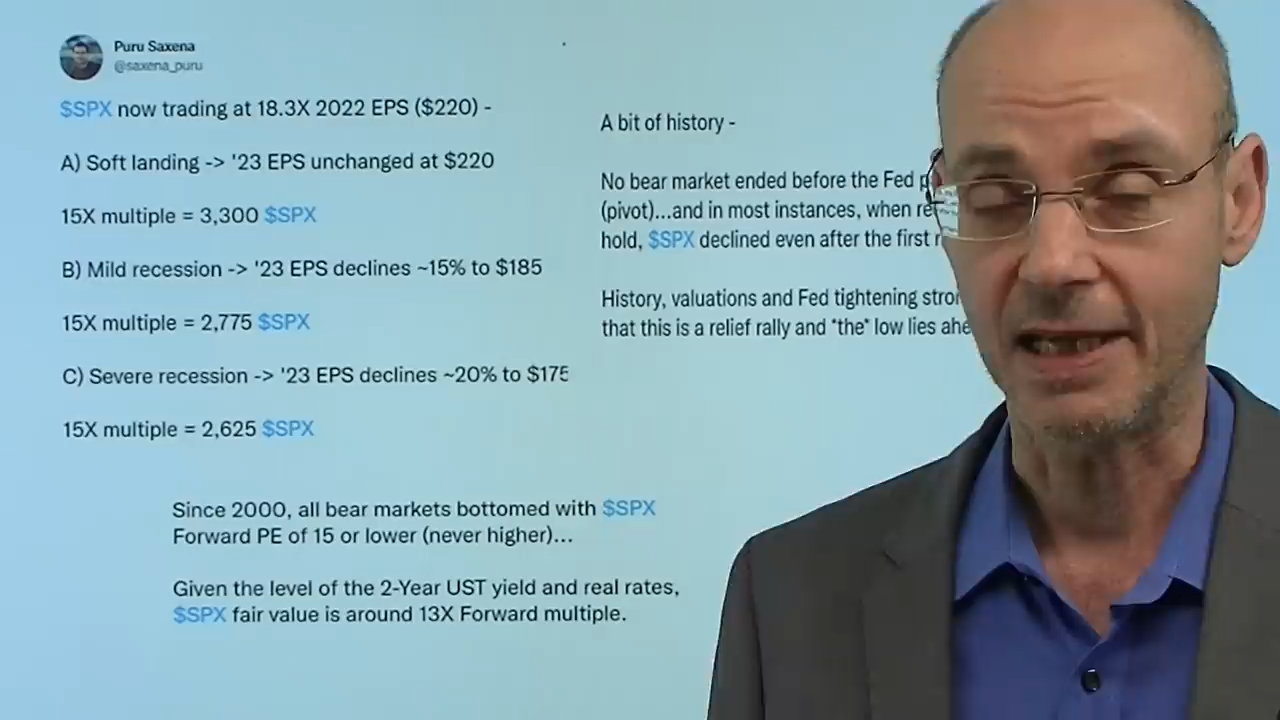 Puru Saxena
@saxena_puru
$SPX now trading at 18.3X 2022 EPS ($220) -
A) Soft landing -> '23 EPS unchanged at $220
15X multiple = 3,300 $SPX
B) Mild recession -> '23 EPS declines ~15% to $185
15X multiple = 2,775 $SPX
C) Severe recession -> '23 EPS declines ~20% to $175
15X multiple = 2,625 $SPX
Since 2000, all bear markets bottomed with $SPX
Forward PE of 15 or lower (never higher)...
Given the level of the 2-Year UST yield and real rates,
$SPX fair value is around 13X Forward multiple.
A bit of history -
No bear market ended before the Fed
(pivot)...and in most instances, when
hold, $SPX declined even after the first
History, valuations and Fed tightening
that this is a relief rally and *the* low lies